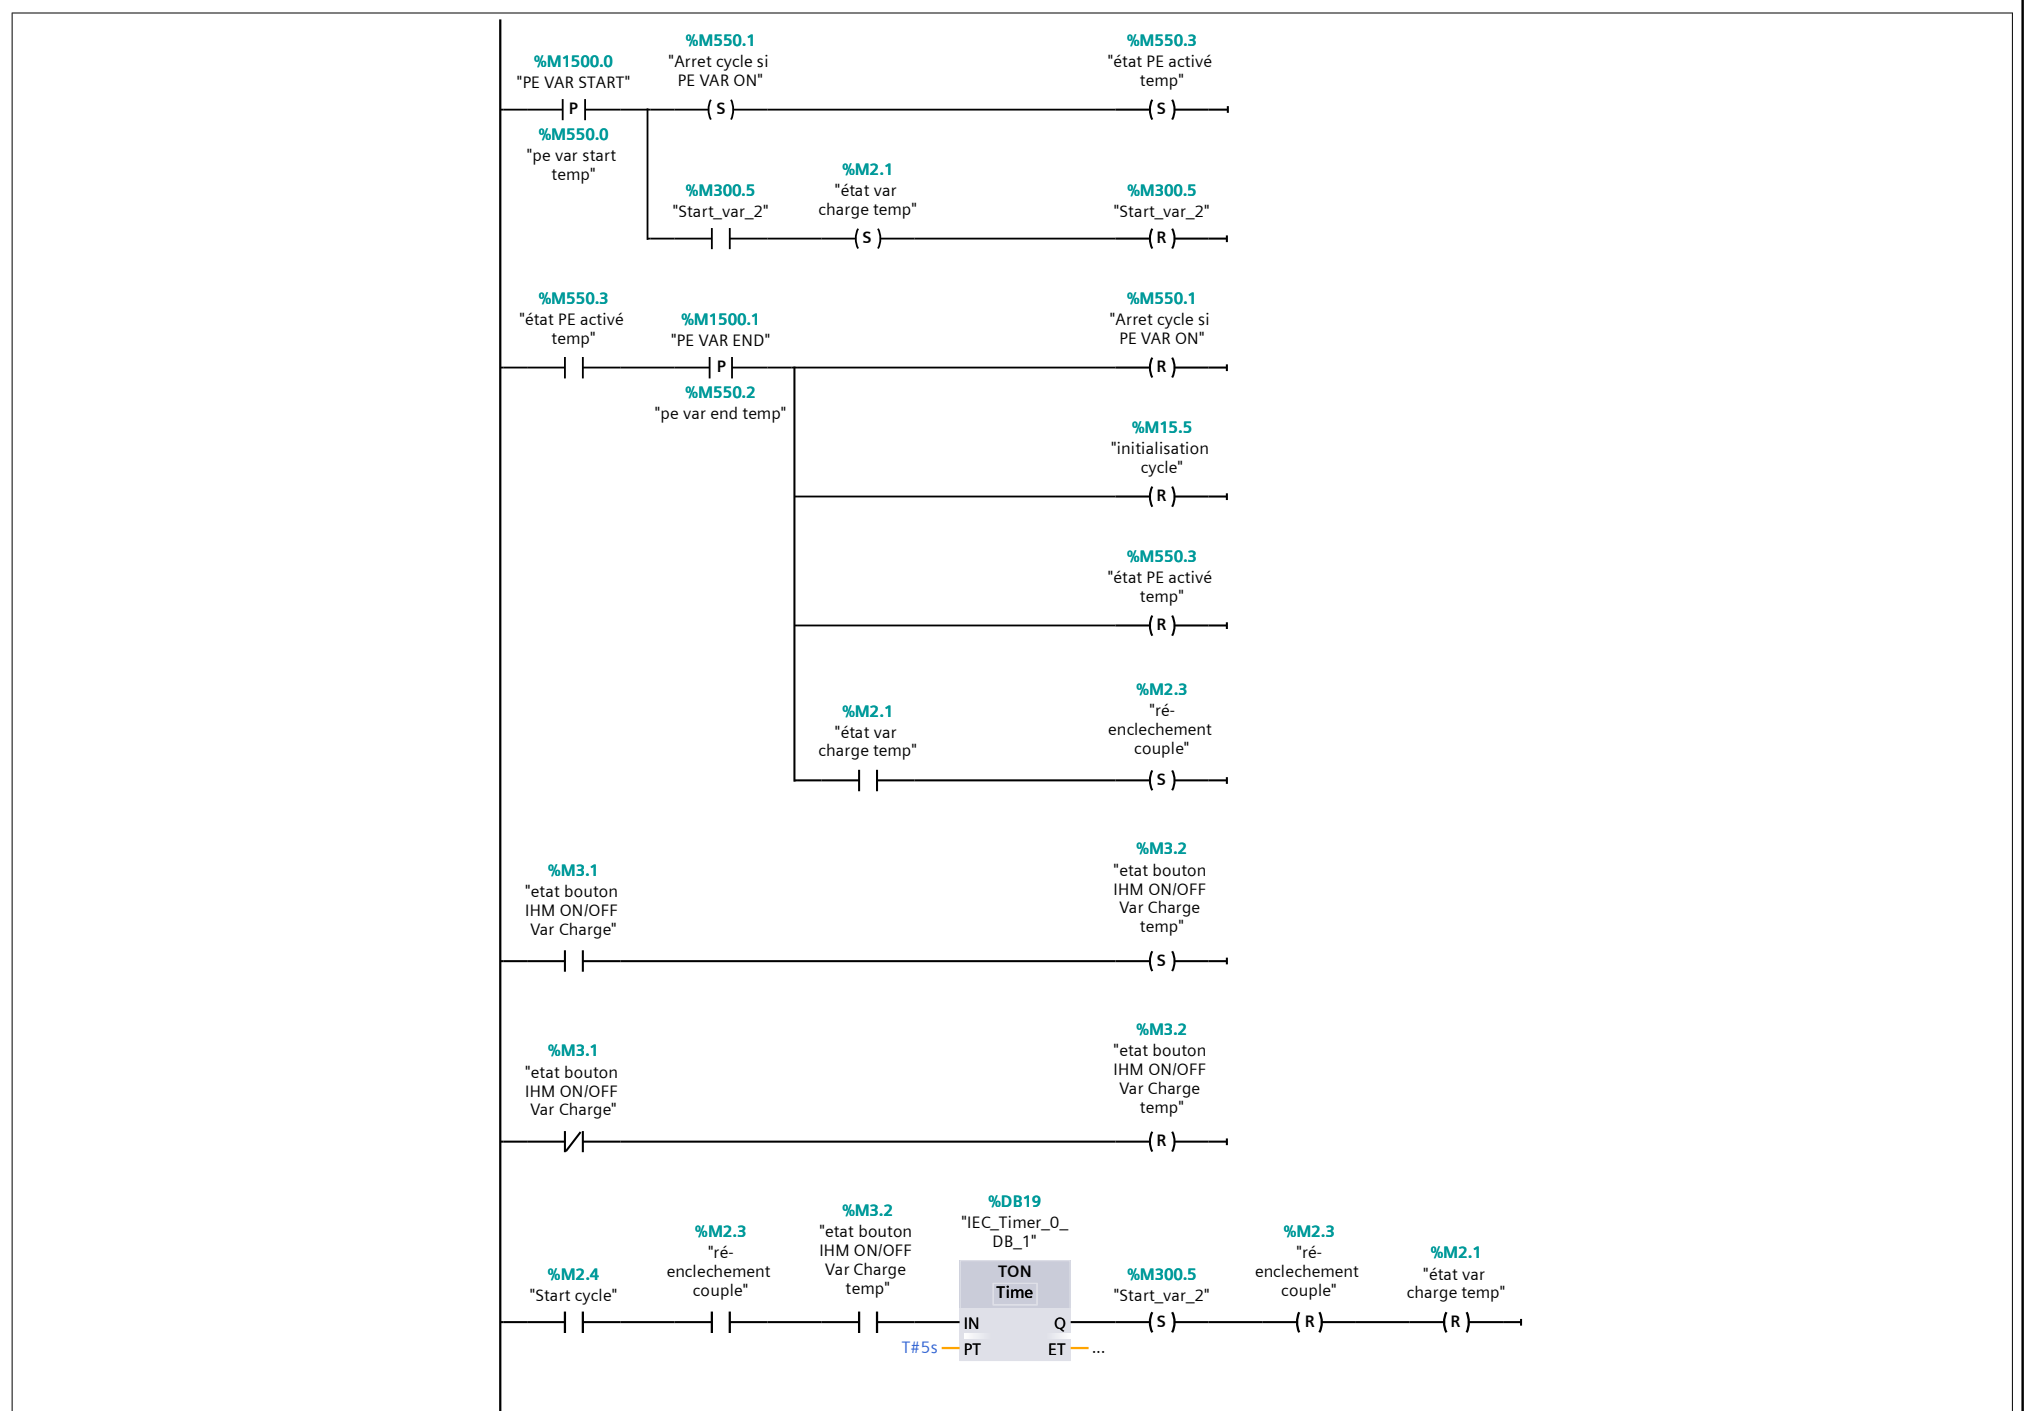 %M550.1
"Arret cycle si
PE VAR ON"
%M550.3
"état PE activé
temp"
%M1500.0
"PE VAR START"
P
S
S
%M550.0
"pe var start
temp"
%M300.5
"Start_var_2"
%M2.1
"état var
charge temp"
%M300.5
"Start_var_2"
S
R
%M550.3
"état PE activé
temp"
%M1500.1
"PE VAR END"
%M550.1
"Arret cycle si
PE VAR ON"
P
R
%M550.2
"pe var end temp"
%M15.5
"initialisation
cycle"
R
%M550.3
"état PE activé
temp"
R
%M2.1
"état var
charge temp"
%M2.3
"ré-
enclechement
couple"
S
%M3.1
"etat bouton
IHM ON/OFF
Var Charge"
%M3.2
"etat bouton
IHM ON/OFF
Var Charge
temp"
S
%M3.1
"etat bouton
IHM ON/OFF
Var Charge"
%M3.2
"etat bouton
IHM ON/OFF
Var Charge
temp"
R
%M2.4
"Start cycle"
%M2.3
"ré-
enclechement
couple"
%M3.2
"etat bouton
IHM ON/OFF
Var Charge
temp"
%DB19
"IEC_Timer_0_
DB_1"
TON
Time
IN
Q
T#5s
PT
ET
...
%M300.5
"Start_var_2"
S
%M2.3
"ré-
enclechement
couple"
R
%M2.1
"état var
charge temp"
R